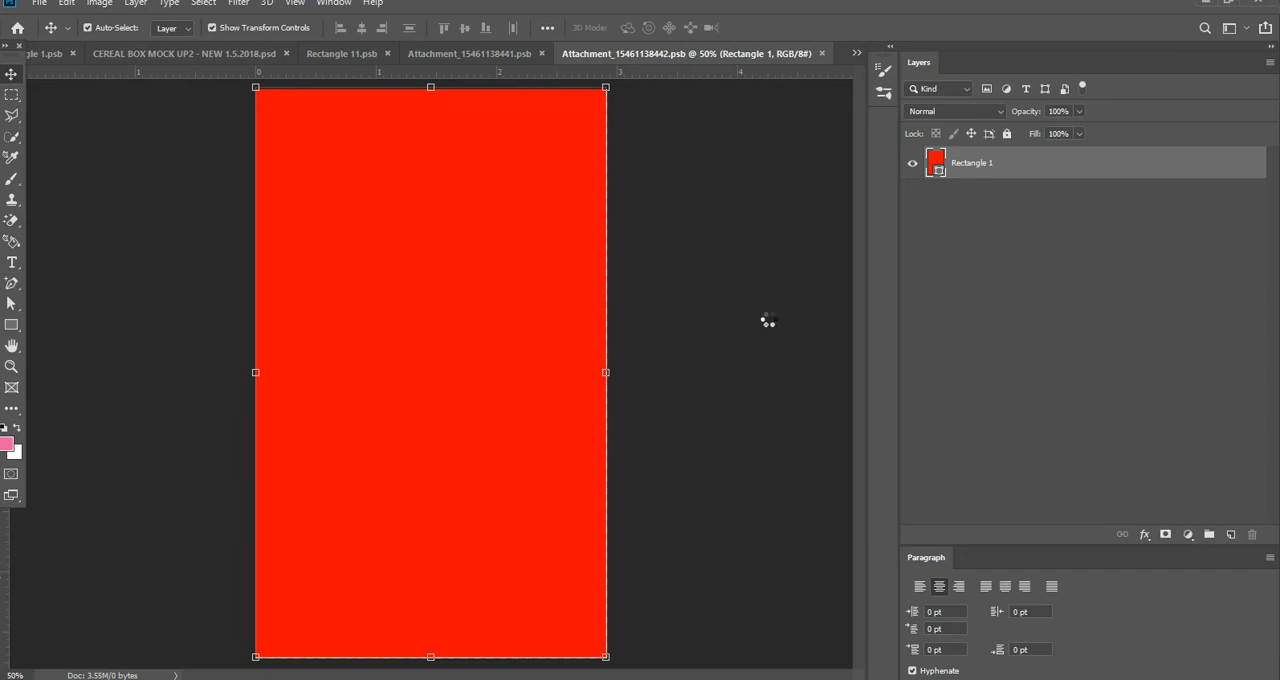 Ps File Edit Image Layer Type Select Filter 3D View Window Help
Auto-Select: Layer Show Transform Controls 3D Mode:
gle 1.psb CEREAL BOX MOCK UP2 - NEW 1.5.2018.psd Rectangle 11.psb Attachment_15461138441.psb Attachment_15461138442.psb @ 50% (Rectangle 1, RGB/8#)
1 0 1 2 3 4
Layers
Kind
Normal Opacity: 100%
Lock: Fill: 100%
Rectangle 1
fx
Paragraph
0 pt 0 pt
0 pt
0 pt 0 pt
Hyphenate
50% Doc: 3.55M/0 bytes